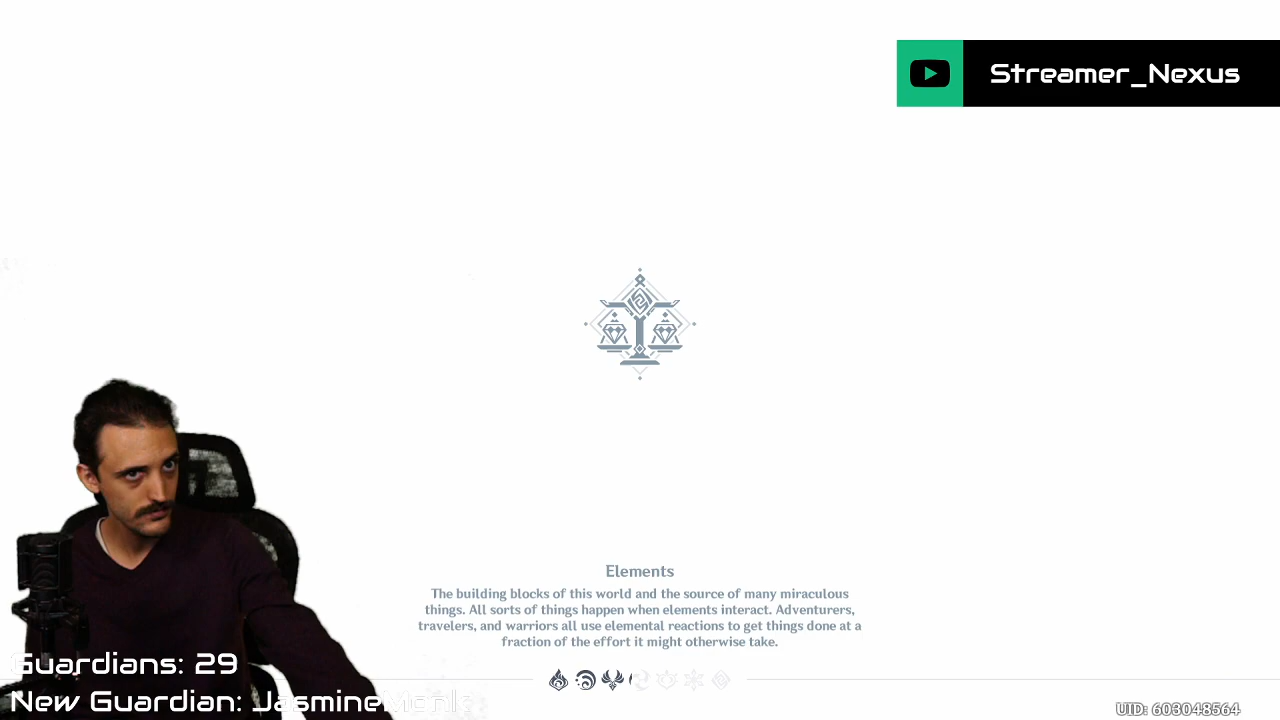 Streamer_Nexus
Elements
The building blocks of this world and the source of many miraculous
things. All sorts of things happen when elements interact. Adventurers,
travelers, and warriors all use elemental reactions to get things done at a
fraction of the effort it might otherwise take.
Guardians: 29
New Guardian:
UID: 603048564